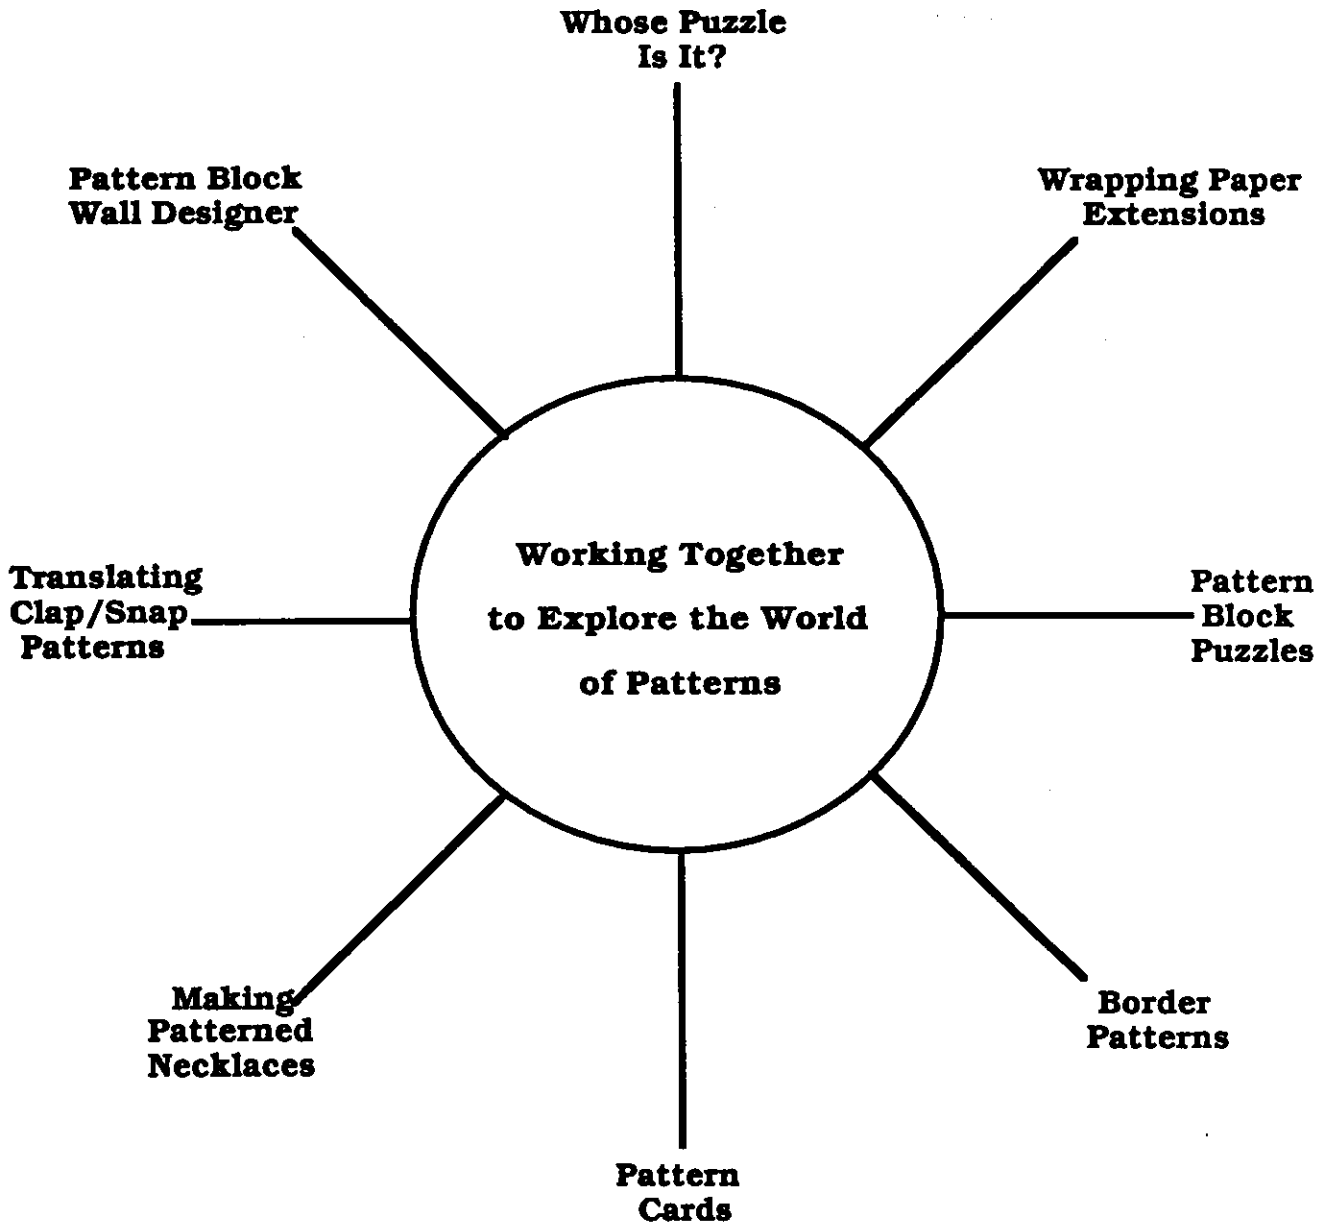 Whose Puzzle
Is It?
Pattern Block
Wall Designer
Wrapping Paper
Extensions
Working Together
to Explore the World
of Patterns
Translating
Clap/Snap
Patterns
Pattern
Block
Puzzles
Making
Patterned
Necklaces
Border
Patterns
Pattern
Cards